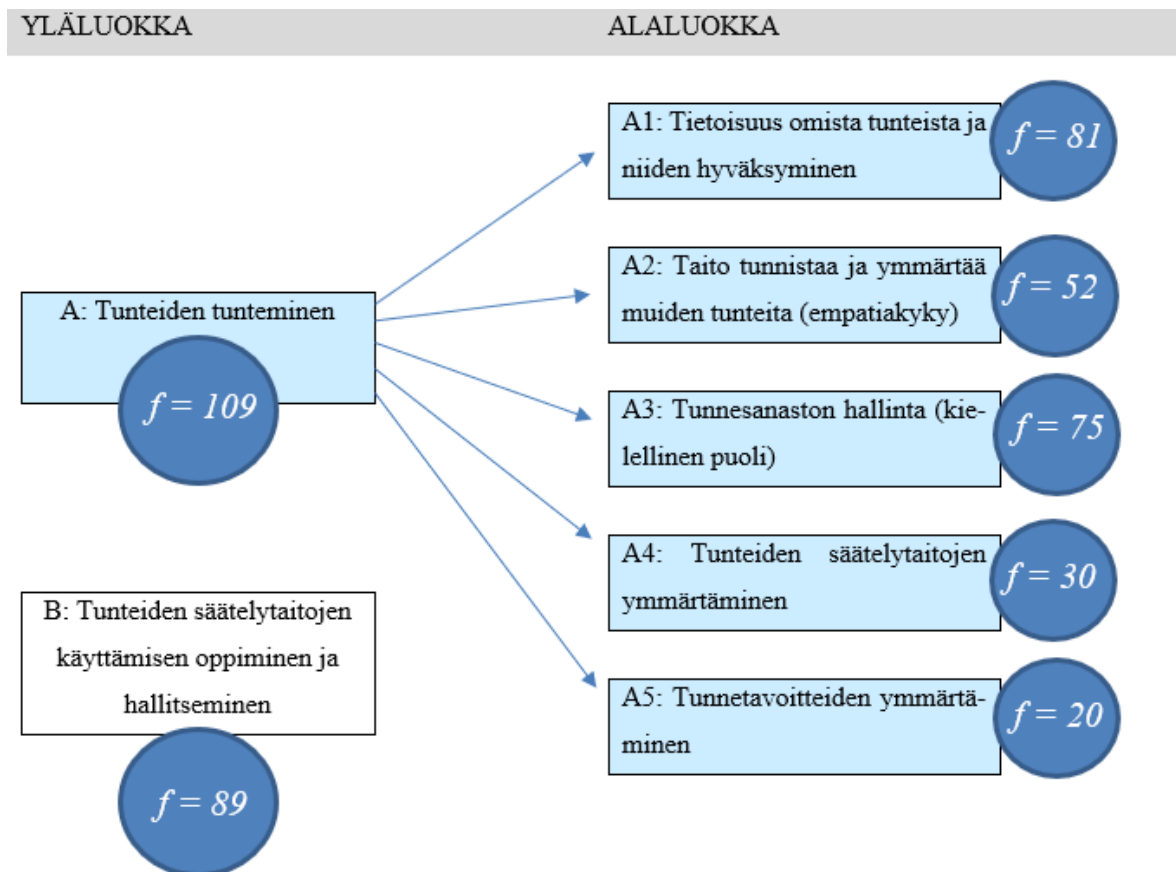 YLÄLUOKKA
ALALUOKKA
A: Tunteiden tunteminen
f = 109
B: Tunteiden säätelytaitojen
käyttämisen oppiminen ja
hallitseminen
f = 89
A1: Tietoisuus omista tunteista ja
niiden hyväksyminen
f = 81
A2: Taito tunnistaa ja ymmärtää
muiden tunteita (empatiakyky)
f = 52
A3: Tunnesanaston hallinta (kie-
lellinen puoli)
f = 75
A4: Tunteiden säätelytaitojen
ymmärtäminen
f = 30
A5: Tunnetavoitteiden ymmärtä-
minen
f = 20